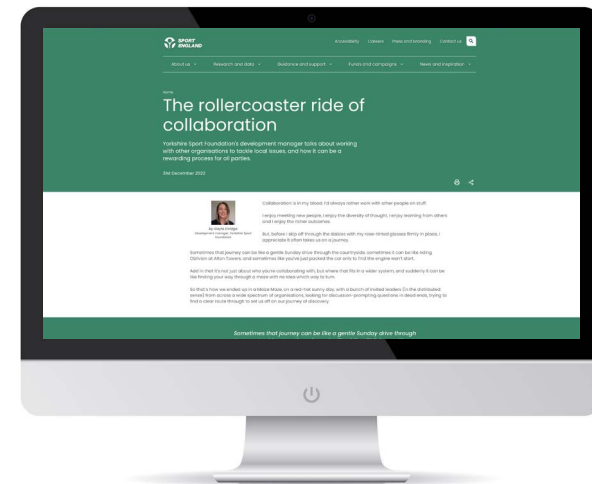 SPORT
ENGLAND
Accessibility Careers Press and branding Contact us
About us Research and data Guidance and support Funds and campaigns News and inspiration
Home
The rollercoaster ride of
collaboration
Yorkshire Sport Foundation's development manager talks about working
with other organisations to tackle local issues, and how it can be a
rewarding process for all parties.
31st December 2022
Collaboration is in my blood. I'd always rather work with other people on stuff.
I enjoy meeting new people, I enjoy the diversity of thought, I enjoy learning from others
and I enjoy the richer outcomes.
by Gayle Elvidge
Development manager, Yorkshire Sport
Foundation
But, before I skip off through the daisies with my rose-tinted glasses firmly in place, I
appreciate it often takes us on a journey.
Sometimes that journey can be like a gentle Sunday drive through the countryside, sometimes it can be like riding
Oblivion at Alton Towers, and sometimes like you've just packed the car only to find the engine won't start.
Add in that it's not just about who you're collaborating with, but where that fits in a wider system, and suddenly it can be
like finding your way through a maze with no idea which way to turn.
So that's how we ended up in a Maize Maze, on a red-hot sunny day, with a bunch of invited leaders (in the distributed
sense) from across a wide spectrum of organisations, looking for discussion-prompting questions in dead ends, trying to
find a clear route through to set us off on our journey of discovery.
Sometimes that journey can be like a gentle Sunday drive through